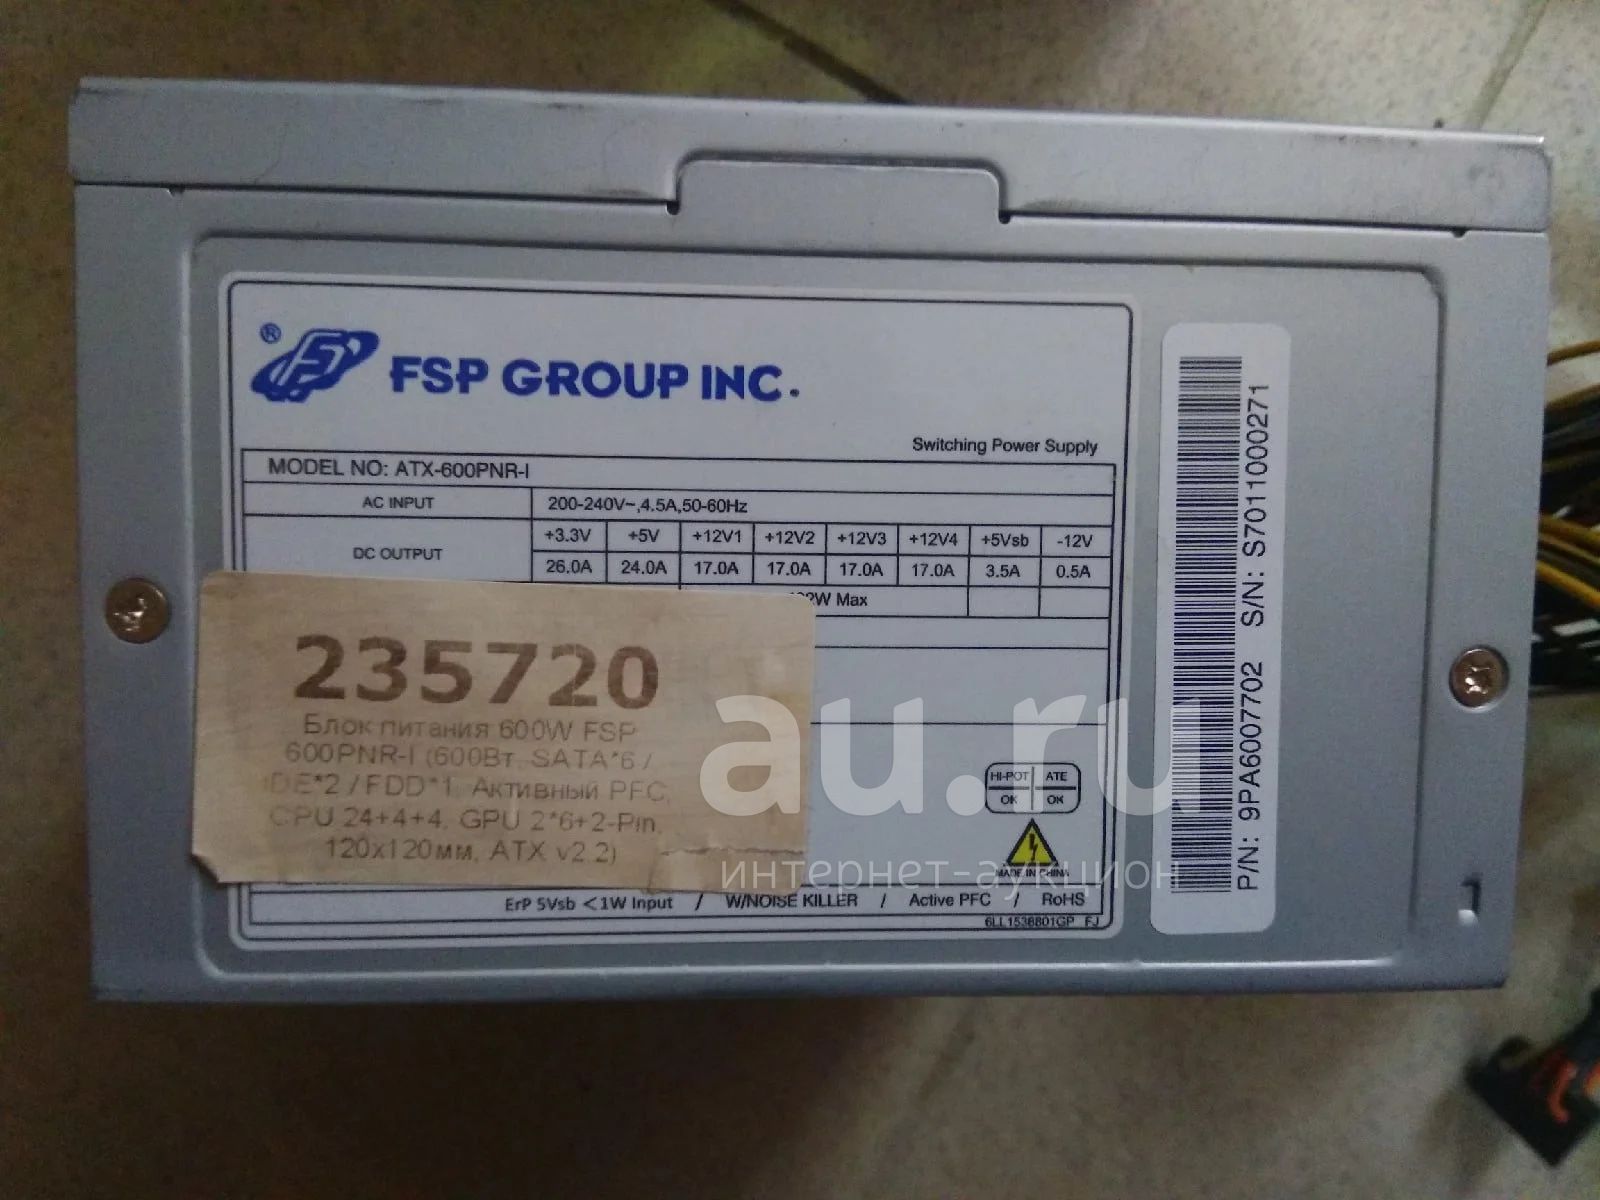 ® FSP GROUP INC.
Switching Power Supply
MODEL NO: ATX-600PNR-I
AC INPUT 200-240V~,4.5A,50-60Hz
DC OUTPUT +3.3V +5V +12V1 +12V2 +12V3 +12V4 +5Vsb -12V
26.0A 24.0A 17.0A 17.0A 17.0A 17.0A 3.5A 0.5A
Max
235720
Блок питания 600W FSP
600PNR-I (600Вт, SATA*6 /
IDE*2 / FDD*1, Активный PFC,
CPU 24+4+4, GPU 2*6+2-Pin,
120x120мм, ATX v2.2)
au.ru
интернет-аукцион
HI-POT ATE
OK OK
MADE IN CHINA
ErP 5Vsb <1W Input / W/NOISE KILLER / Active PFC / RoHS
6LL1538801GP FJ
P/N: 9PA6007702 S/N: S7011000271